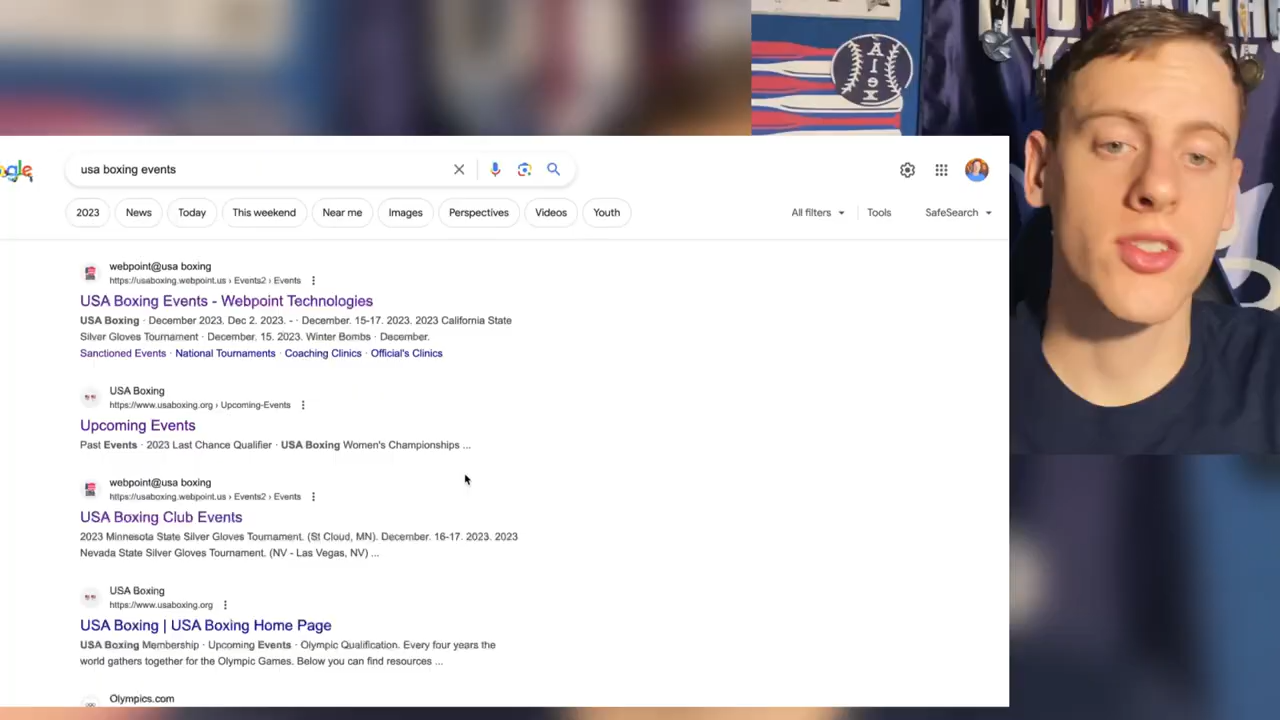 Alex
gle
usa boxing events
2023
News
Today
This weekend
Near me
Images
Perspectives
Videos
Youth
All filters
Tools
SafeSearch
webpoint@usa boxing
https://usaboxing.webpoint.us › Events2 › Events
USA Boxing Events - Webpoint Technologies
USA Boxing · December 2023. Dec 2. 2023. - · December. 15-17. 2023. 2023 California State
Silver Gloves Tournament · December. 15. 2023. Winter Bombs · December.
Sanctioned Events · National Tournaments · Coaching Clinics · Official's Clinics
USA Boxing
https://www.usaboxing.org › Upcoming-Events
Upcoming Events
Past Events · 2023 Last Chance Qualifier · USA Boxing Women's Championships ...
webpoint@usa boxing
https://usaboxing.webpoint.us › Events2 › Events
USA Boxing Club Events
2023 Minnesota State Silver Gloves Tournament. (St Cloud, MN). December. 16-17. 2023. 2023
Nevada State Silver Gloves Tournament. (NV - Las Vegas, NV) ...
USA Boxing
https://www.usaboxing.org
USA Boxing | USA Boxing Home Page
USA Boxing Membership · Upcoming Events · Olympic Qualification. Every four years the
world gathers together for the Olympic Games. Below you can find resources ...
Olympics.com